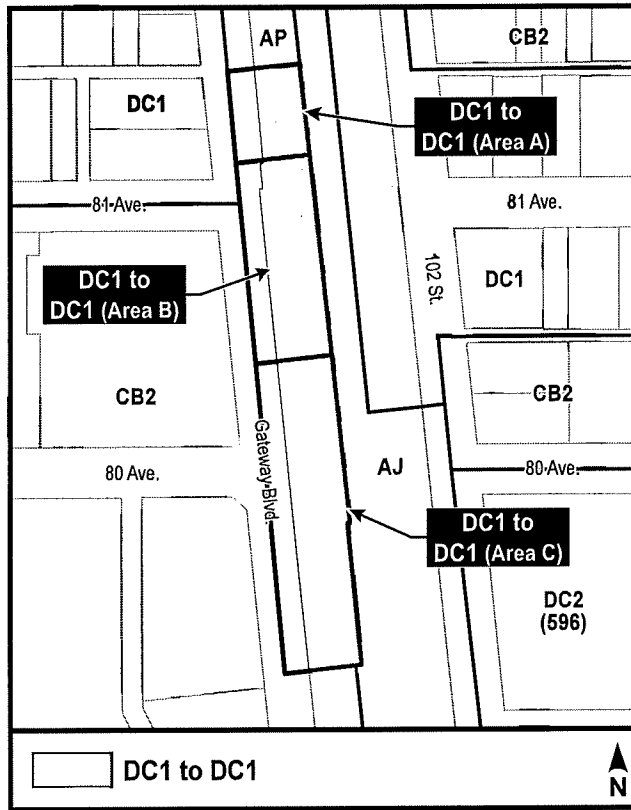 AP
CB2
DC1
DC1 to
DC1 (Area A)
81 Ave.
81 Ave.
DC1 to
DC1 (Area B)
102 St.
DC1
CB2
CB2
Gateway Blvd.
80 Ave.
AJ
80 Ave.
DC1 to
DC1 (Area C)
DC2
(596)
DC1 to DC1
N